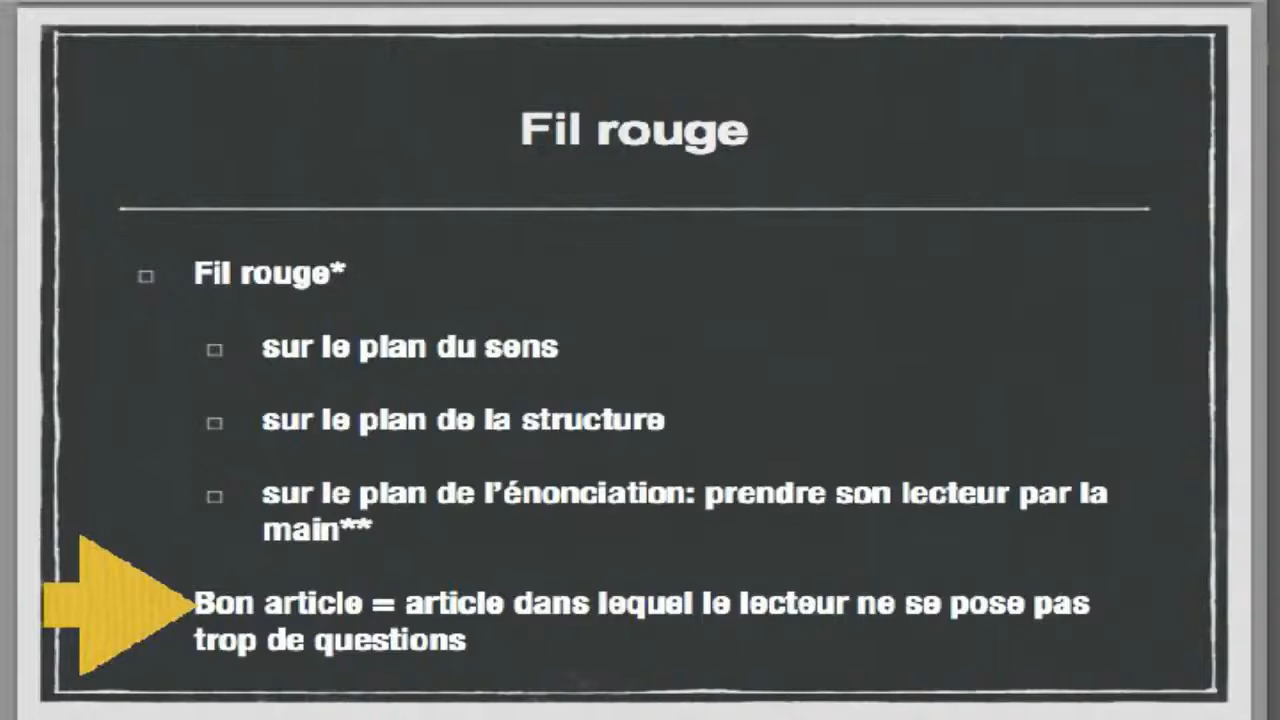 Fil rouge
Fil rouge*
sur le plan du sens
sur le plan de la structure
sur le plan de l’énonciation: prendre son lecteur par la
main**
Bon article = article dans lequel le lecteur ne se pose pas
trop de questions